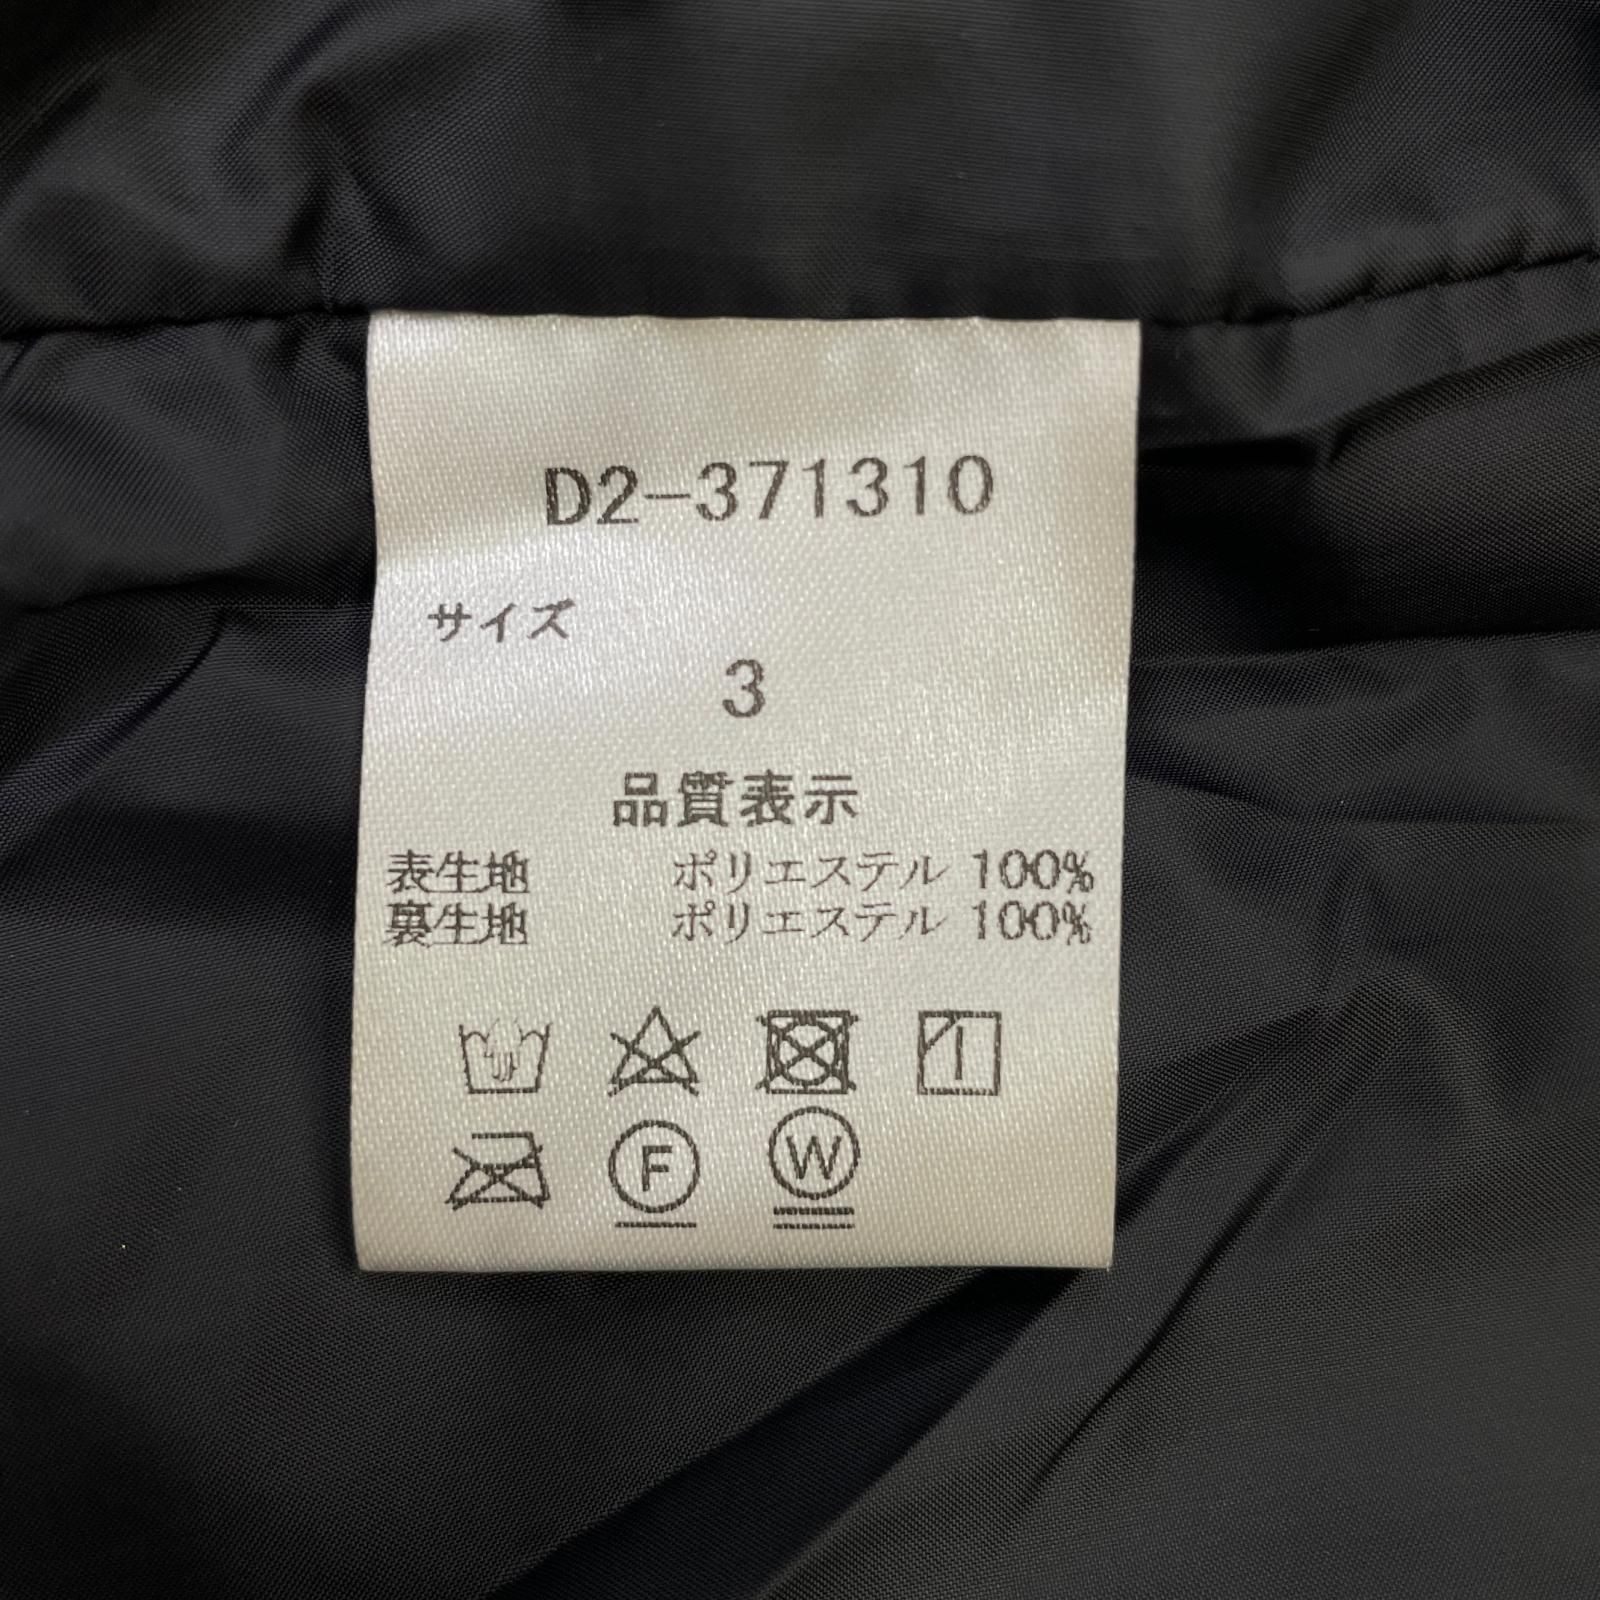 D2-371310
サイズ
3
品質表示
表生地 ポリエステル 100%
裏生地 ポリエステル 100%
F W